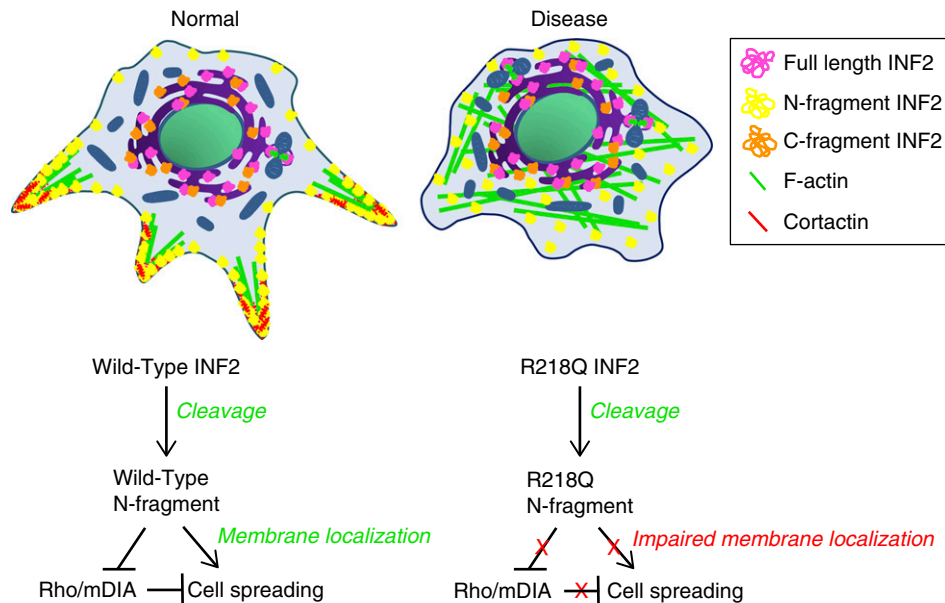 Normal
Disease
Full length INF2
N-fragment INF2
C-fragment INF2
F-actin
Cortactin
Wild-Type INF2
Cleavage
Wild-Type
N-fragment
Membrane localization
Rho/mDIA
Cell spreading
R218Q INF2
Cleavage
R218Q
N-fragment
X
X
Impaired membrane localization
Rho/mDIA
X
Cell spreading